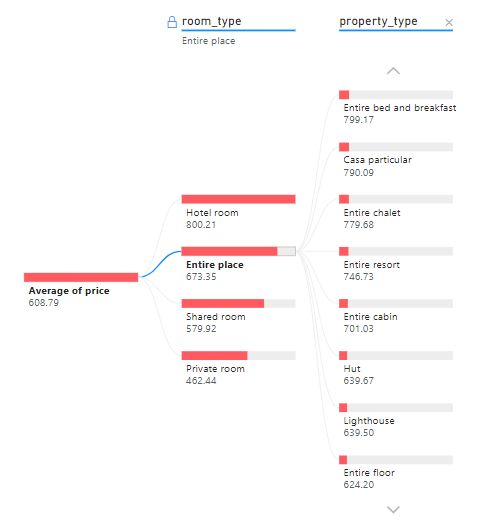 room_type
Entire place
property_type
Average of price
608.79
Hotel room
800.21
Entire place
673.35
Shared room
579.92
Private room
462.44
Entire bed and breakfast
799.17
Casa particular
790.09
Entire chalet
779.68
Entire resort
746.73
Entire cabin
701.03
Hut
639.67
Lighthouse
639.50
Entire floor
624.20